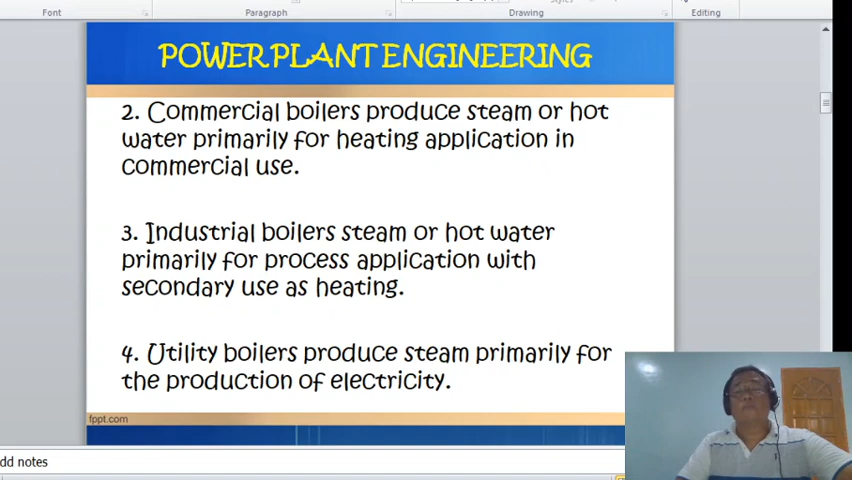 Font
Paragraph
Drawing
Editing
POWER PLANT ENGINEERING
2. Commercial boilers produce steam or hot
water primarily for heating application in
commercial use.
3. Industrial boilers steam or hot water
primarily for process application with
secondary use as heating.
4. Utility boilers produce steam primarily for
the production of electricity.
fppt.com
dd notes